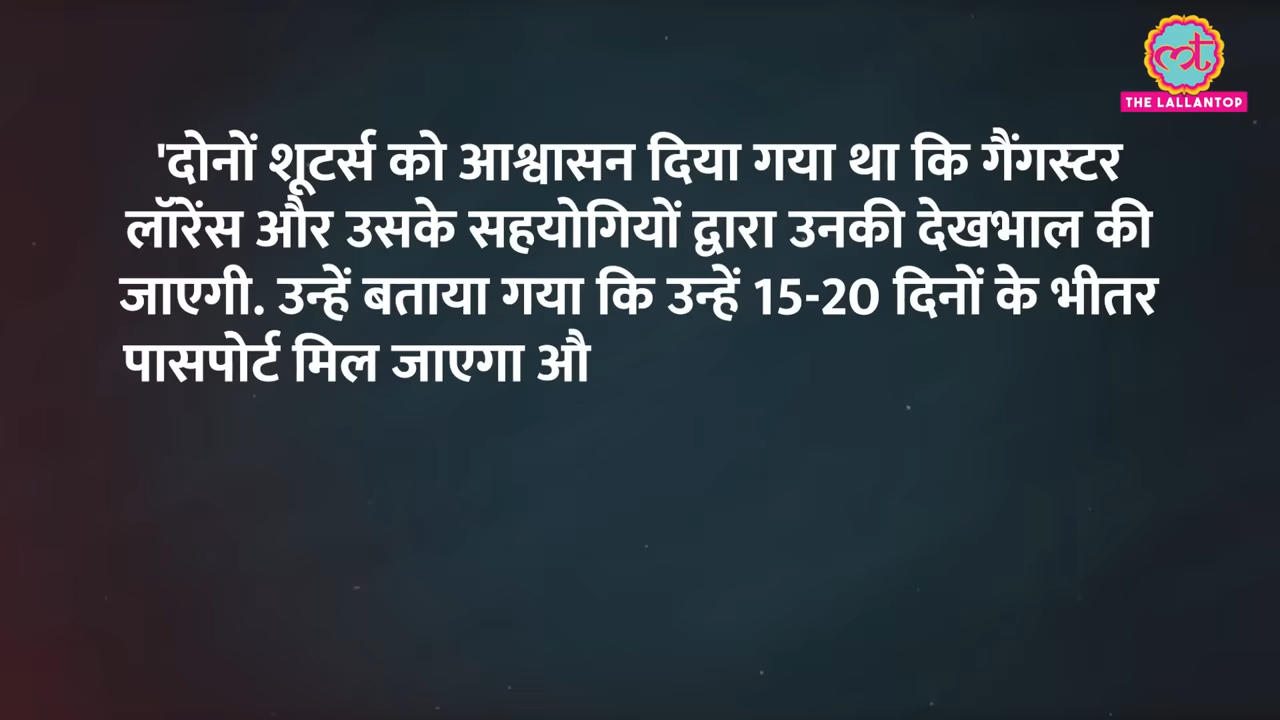 THE LALLANTOP
'दोनों शूटर्स को आश्वासन दिया गया था कि गैंगस्टर
लॉरेंस और उसके सहयोगियों द्वारा उनकी देखभाल की
जाएगी. उन्हें बताया गया कि उन्हें 15-20 दिनों के भीतर
पासपोर्ट मिल जाएगा औ